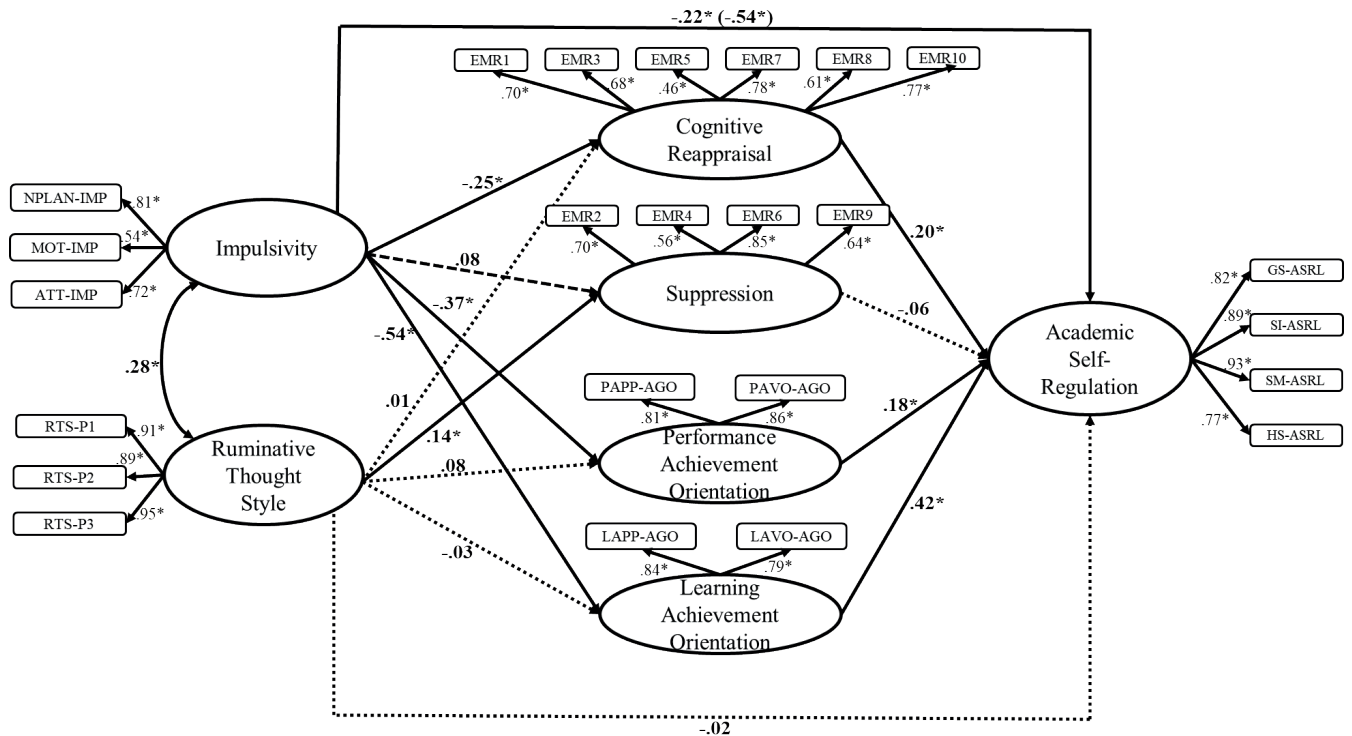 -.22* (-.54*)
EMR1
EMR3
EMR5
EMR7
EMR8
EMR10
.70*
.68*
.46*
.78*
.61*
.77*
Cognitive
Reappraisal
-.25*
NPLAN-IMP
MOT-IMP
ATT-IMP
.81*
.54*
.72*
Impulsivity
EMR2
EMR4
EMR6
EMR9
.70*
.56*
.85*
.64*
Suppression
.08
-.37*
-.54*
.20*
-.06
Academic
Self-
Regulation
GS-ASRL
SI-ASRL
SM-ASRL
HS-ASRL
.82*
.89*
.93*
.77*
.28*
PAPP-AGO
PAVO-AGO
.81*
.86*
Performance
Achievement
Orientation
.18*
.01
.14*
.08
-.03
RTS-P1
RTS-P2
RTS-P3
.91*
.89*
.95*
Ruminative
Thought
Style
LAPP-AGO
LAVO-AGO
.84*
.79*
Learning
Achievement
Orientation
.42*
-.02